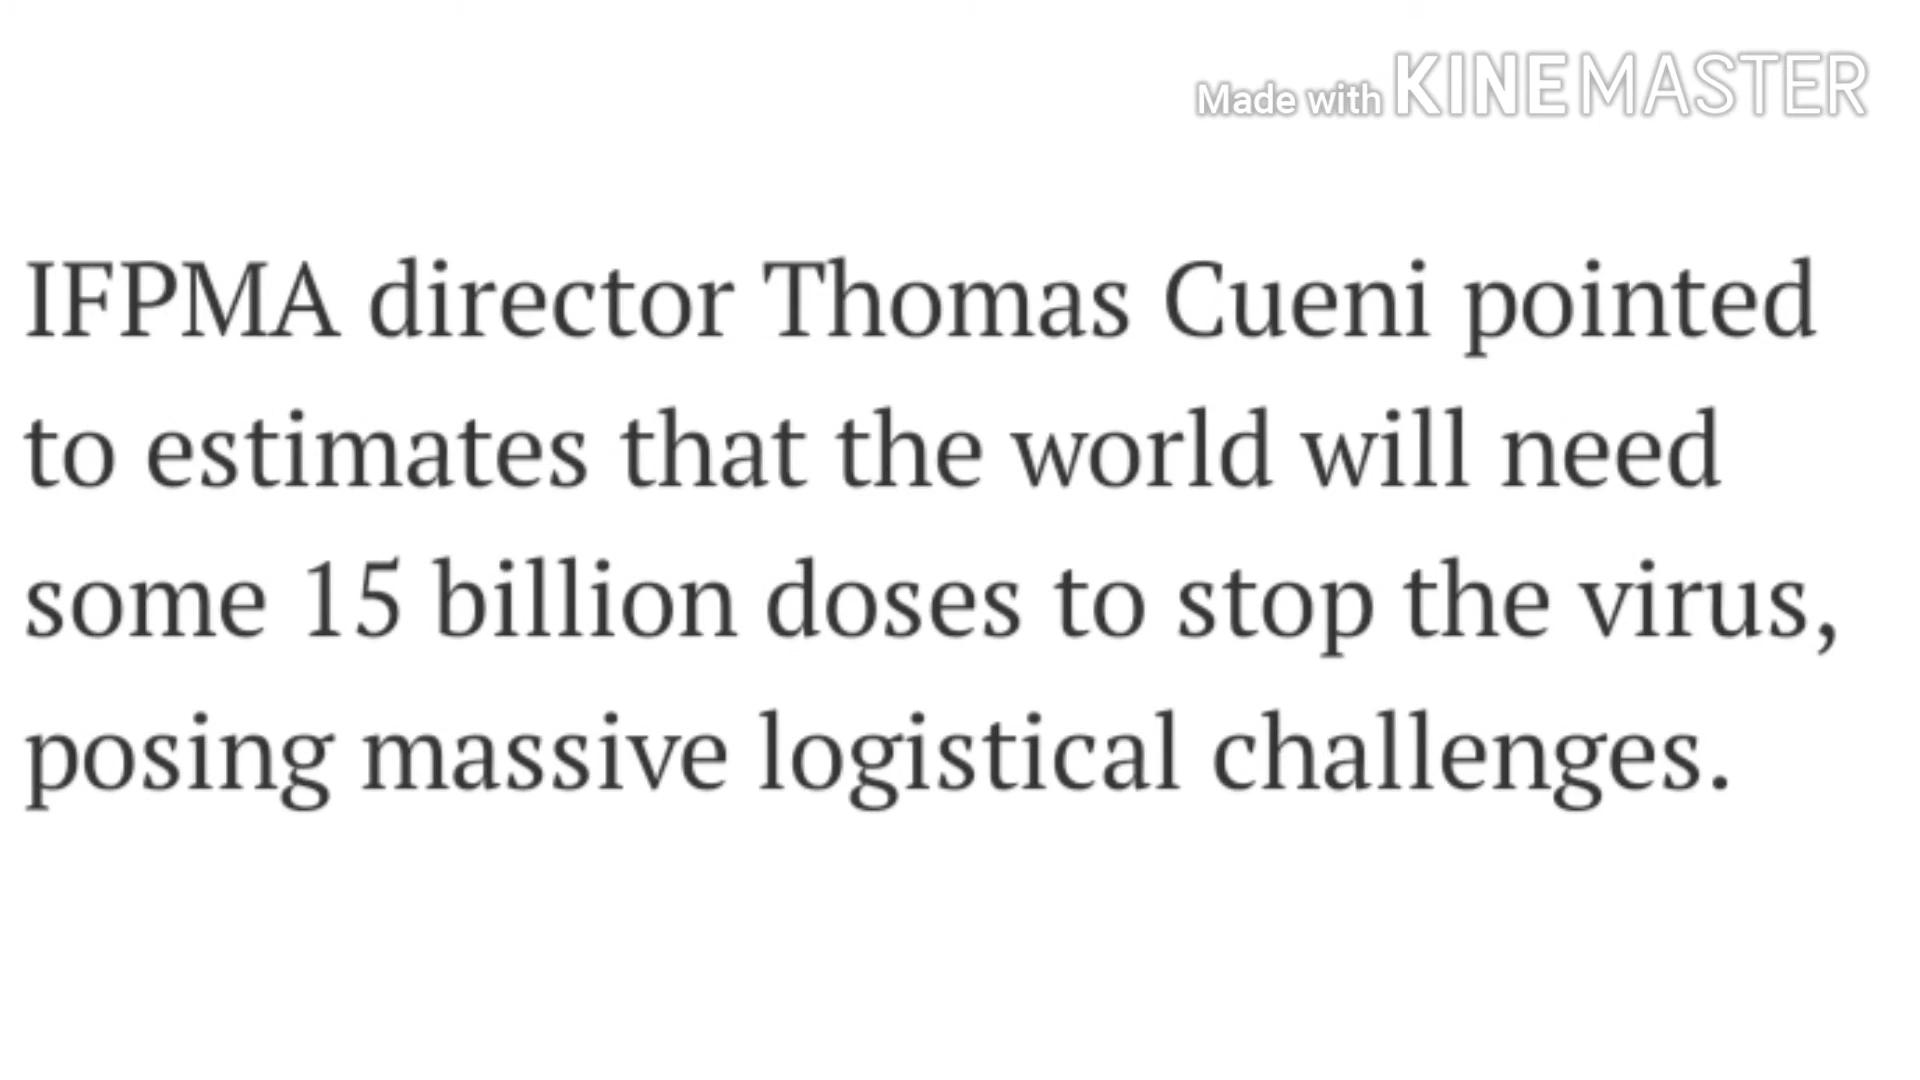 Made with KINEMASTER
IFPMA director Thomas Cueni pointed
to estimates that the world will need
some 15 billion doses to stop the virus,
posing massive logistical challenges.